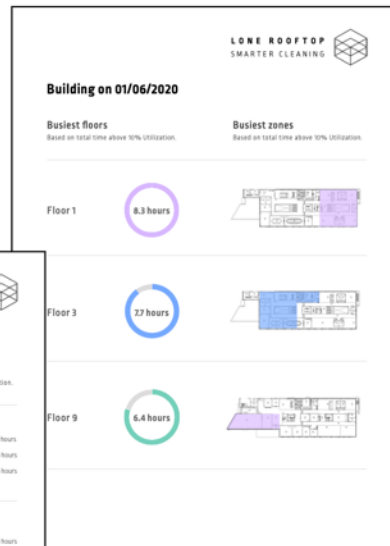 LONE ROOFTOP
SMARTER CLEANING
Building on 01/06/2020
Busiest floors
Based on total time above 10% Utilization.
Busiest zones
Based on total time above 10% Utilization.
Floor 1
8.3 hours
Floor 3
7.7 hours
Floor 9
6.4 hours
hours
hours
hours
hours